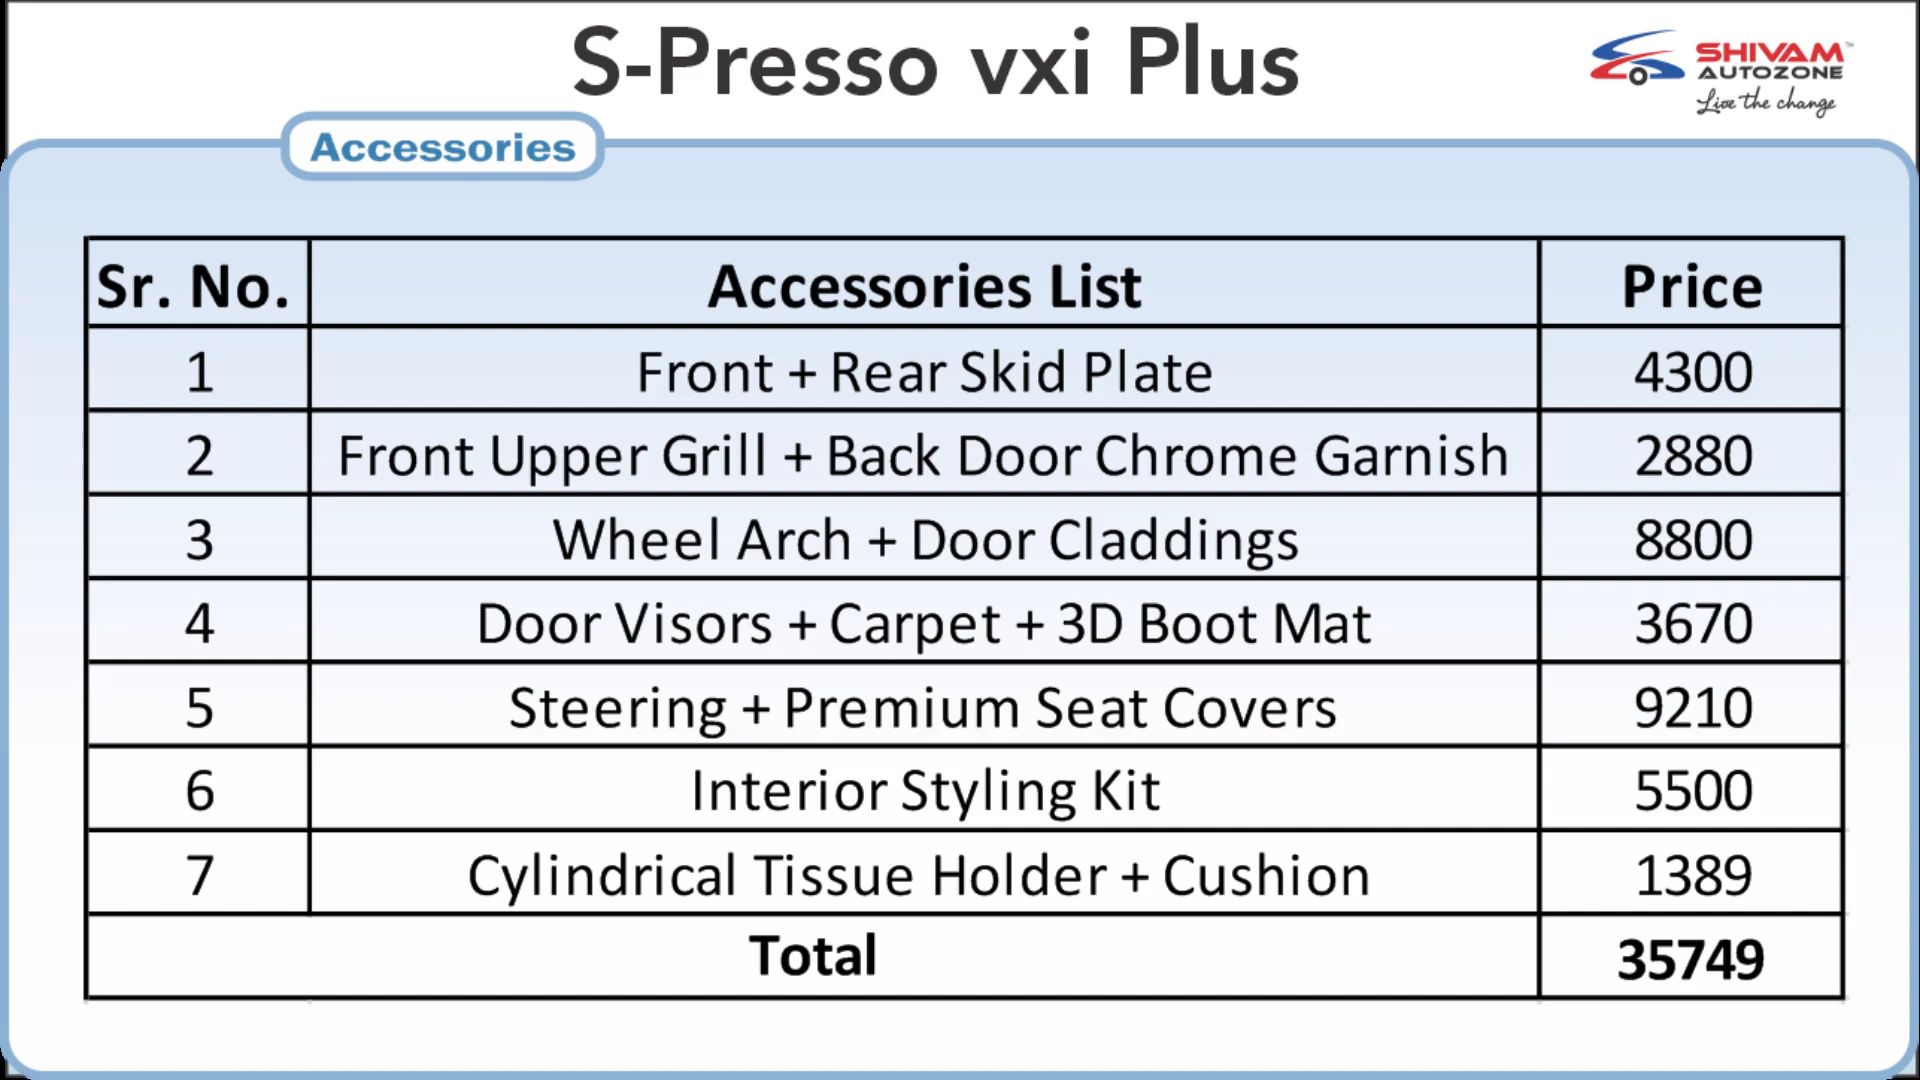 S-Presso vxi Plus
SHIVAM™
AUTOZONE
Live the change
Accessories
Sr. No. Accessories List Price
1 Front + Rear Skid Plate 4300
2 Front Upper Grill + Back Door Chrome Garnish 2880
3 Wheel Arch + Door Claddings 8800
4 Door Visors + Carpet + 3D Boot Mat 3670
5 Steering + Premium Seat Covers 9210
6 Interior Styling Kit 5500
7 Cylindrical Tissue Holder + Cushion 1389
Total 35749